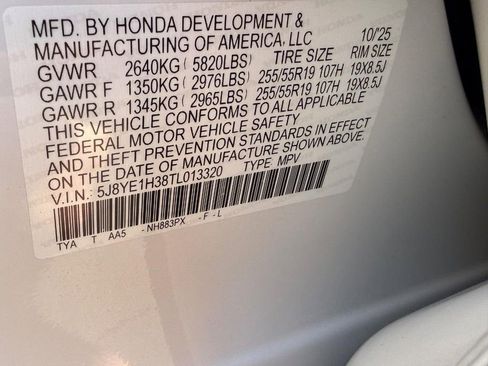 MFD. BY HONDA DEVELOPMENT &
MANUFACTURING OF AMERICA, LLC 10/25
GVWR 2640KG( 5820LBS) TIRE SIZE RIM SIZE
GAWR F 1350KG( 2976LBS) 255/55R19 107H 19X8.5J
GAWR R 1345KG( 2965LBS) 255/55R19 107H 19X8.5J
THIS VEHICLE CONFORMS TO ALL APPLICABLE
FEDERAL MOTOR VEHICLE SAFETY
AND THEFT PREVENTION STANDARDS IN EFFECT
ON THE DATE OF MANUFACTURE SHOWN ABOVE.
V.I.N.: 5J8YE1H38TL013320 TYPE: MPV
TYA T AA5 -NH883PX -F-L